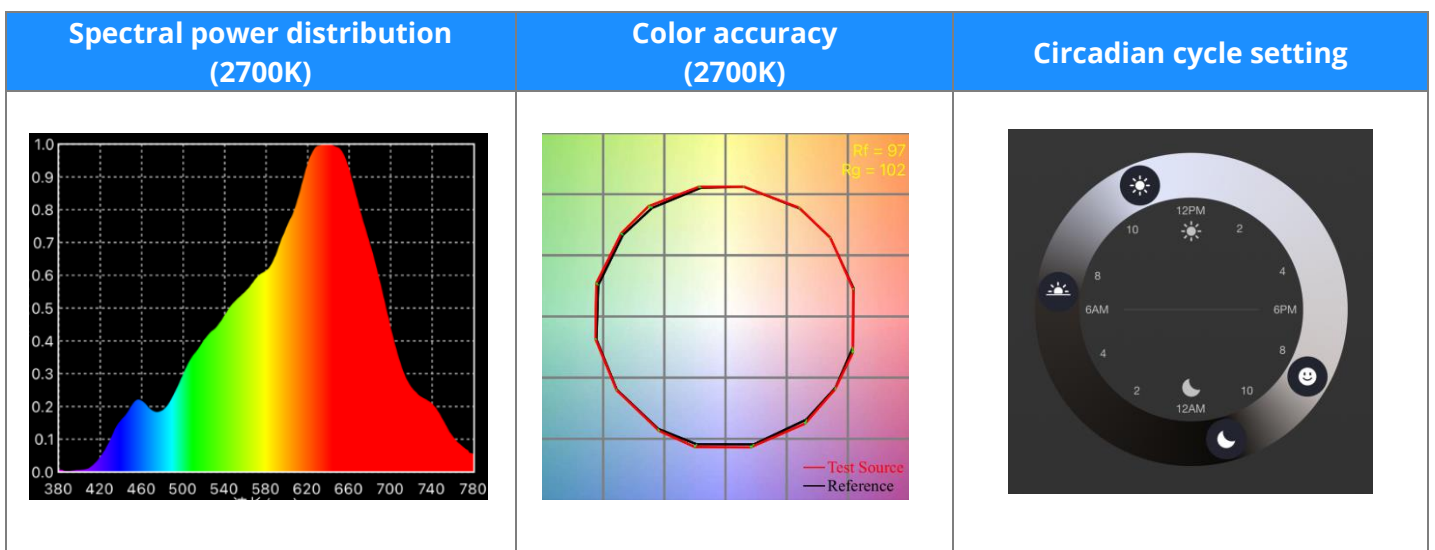 Spectral power distribution
(2700K)
Color accuracy
(2700K)
Circadian cycle setting
1.0
0.9
0.8
0.7
0.6
0.5
0.4
0.3
0.2
0.1
0.0
380 420 460 500 540 580 620 660 700 740 780
Rf = 97
Rg = 102
Test Source
Reference
12PM
10 2
8 4
6AM 6PM
4 8
2 10
12AM